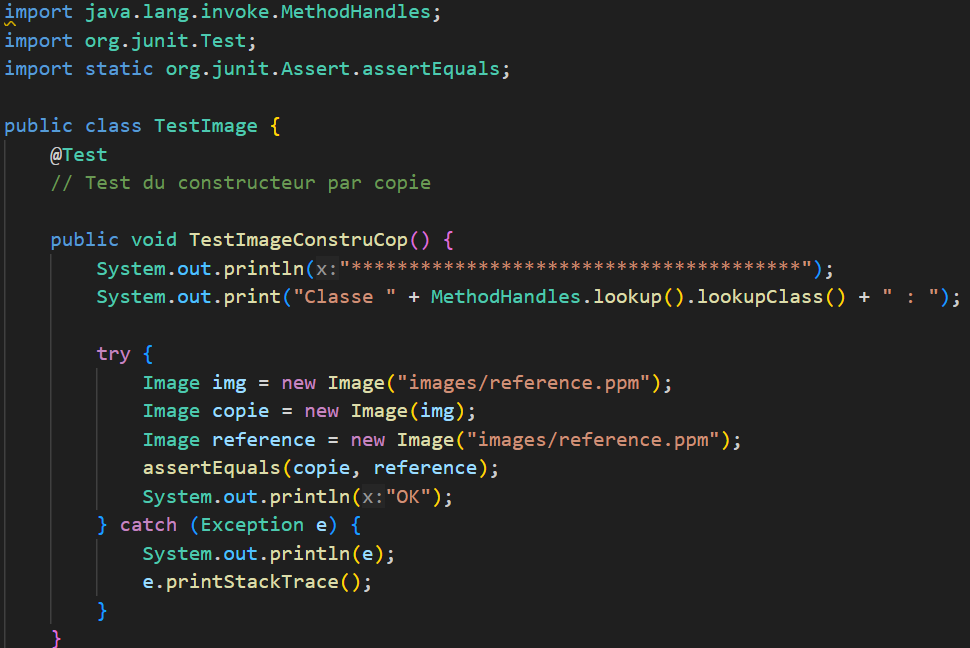 import java.lang.invoke.MethodHandles;
import org.junit.Test;
import static org.junit.Assert.assertEquals;
public class TestImage {
@Test
// Test du constructeur par copie
public void TestImageConstruCop() {
System.out.println(x:"***************************************");
System.out.print("Classe " + MethodHandles.lookup().lookupClass() + " : ");
try {
Image img = new Image("images/reference.ppm");
Image copie = new Image(img);
Image reference = new Image("images/reference.ppm");
assertEquals(copie, reference);
System.out.println(x:"OK");
} catch (Exception e) {
System.out.println(e);
e.printStackTrace();
}
}